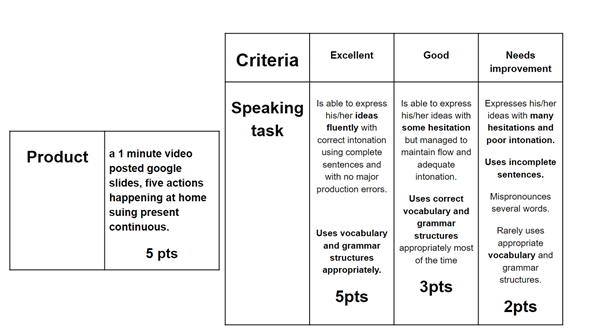 Product
a 1 minute video
posted google
slides, five actions
happening at home
suing present
continuous.
5 pts
Criteria
Excellent
Good
Needs
improvement
Speaking
task
Is able to express
his/her ideas
fluently with
correct intonation
using complete
sentences and
with no major
production errors.
Uses vocabulary
and grammar
structures
appropriately.
5pts
Is able to express
his/her ideas with
some hesitation
but managed to
maintain flow and
adequate
intonation.
Uses correct
vocabulary and
grammar
structures
appropriately most
of the time
3pts
Expresses his/her
ideas with many
hesitations and
poor intonation.
Uses incomplete
sentences.
Mispronounces
several words.
Rarely uses
appropriate
vocabulary and
grammar
structures.
2pts